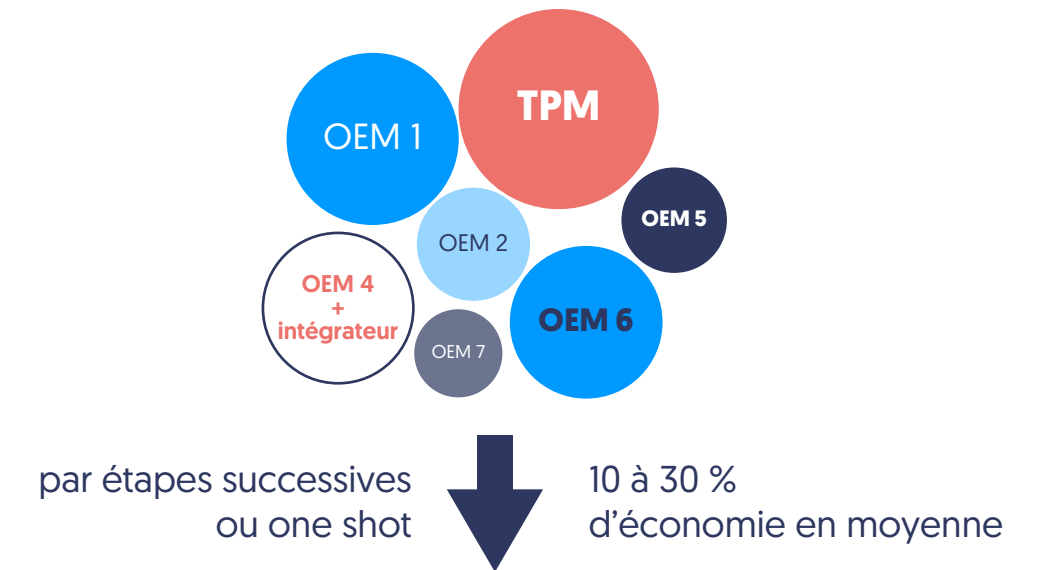 TPM
OEM 1
OEM 5
OEM 2
OEM 4
+
intégrateur
OEM 6
OEM 7
par étapes successives
ou one shot
10 à 30 %
d’économie en moyenne